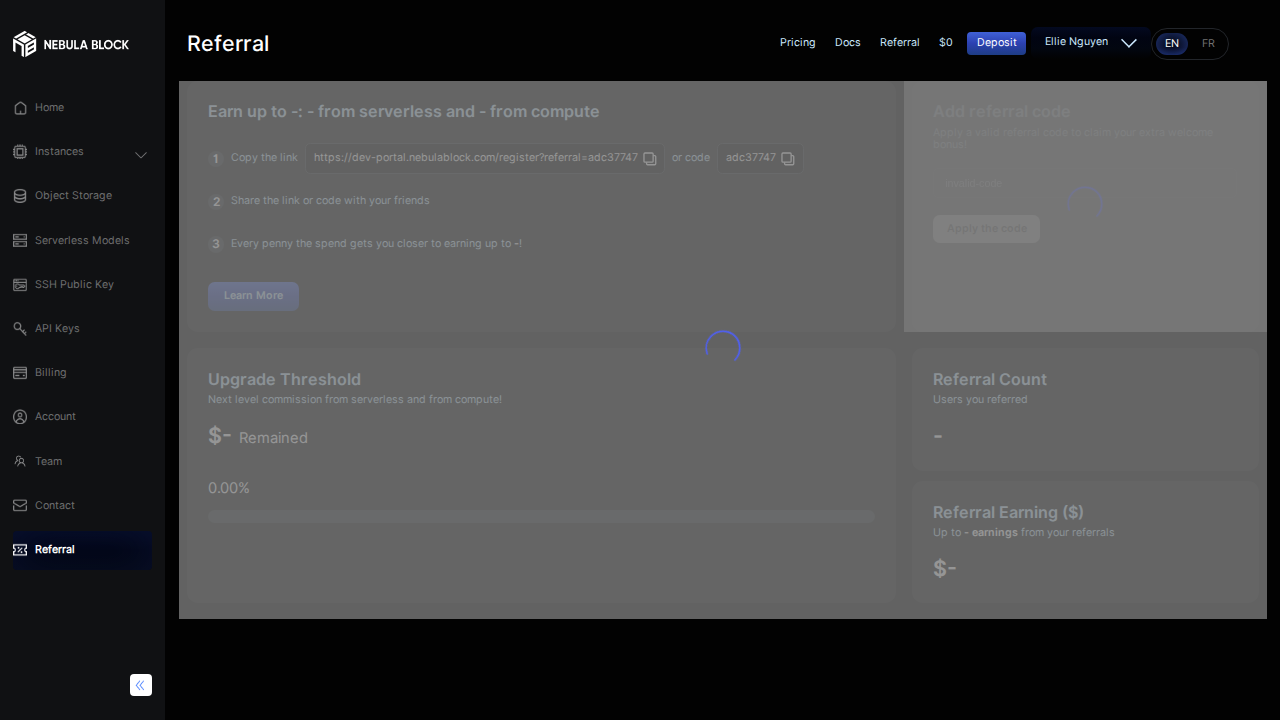 NEBULA BLOCK
Home
Instances
Object Storage
Serverless Models
SSH Public Key
API Keys
Billing
Account
Team
Contact
Referral
Referral
Pricing
Docs
Referral
$0
Deposit
Ellie Nguyen
EN
FR
Earn up to -: - from serverless and - from compute
1 Copy the link https://dev-portal.nebulablock.com/register?referral=adc37747 or code adc37747
2 Share the link or code with your friends
3 Every penny the spend gets you closer to earning up to -!
Learn More
Add referral code
Apply a valid referral code to claim your extra welcome
bonus!
Apply the code
Upgrade Threshold
Next level commission from serverless and from compute!
$- Remained
0.00%
Referral Count
Users you referred
-
Referral Earning ($)
Up to - earnings from your referrals
$-